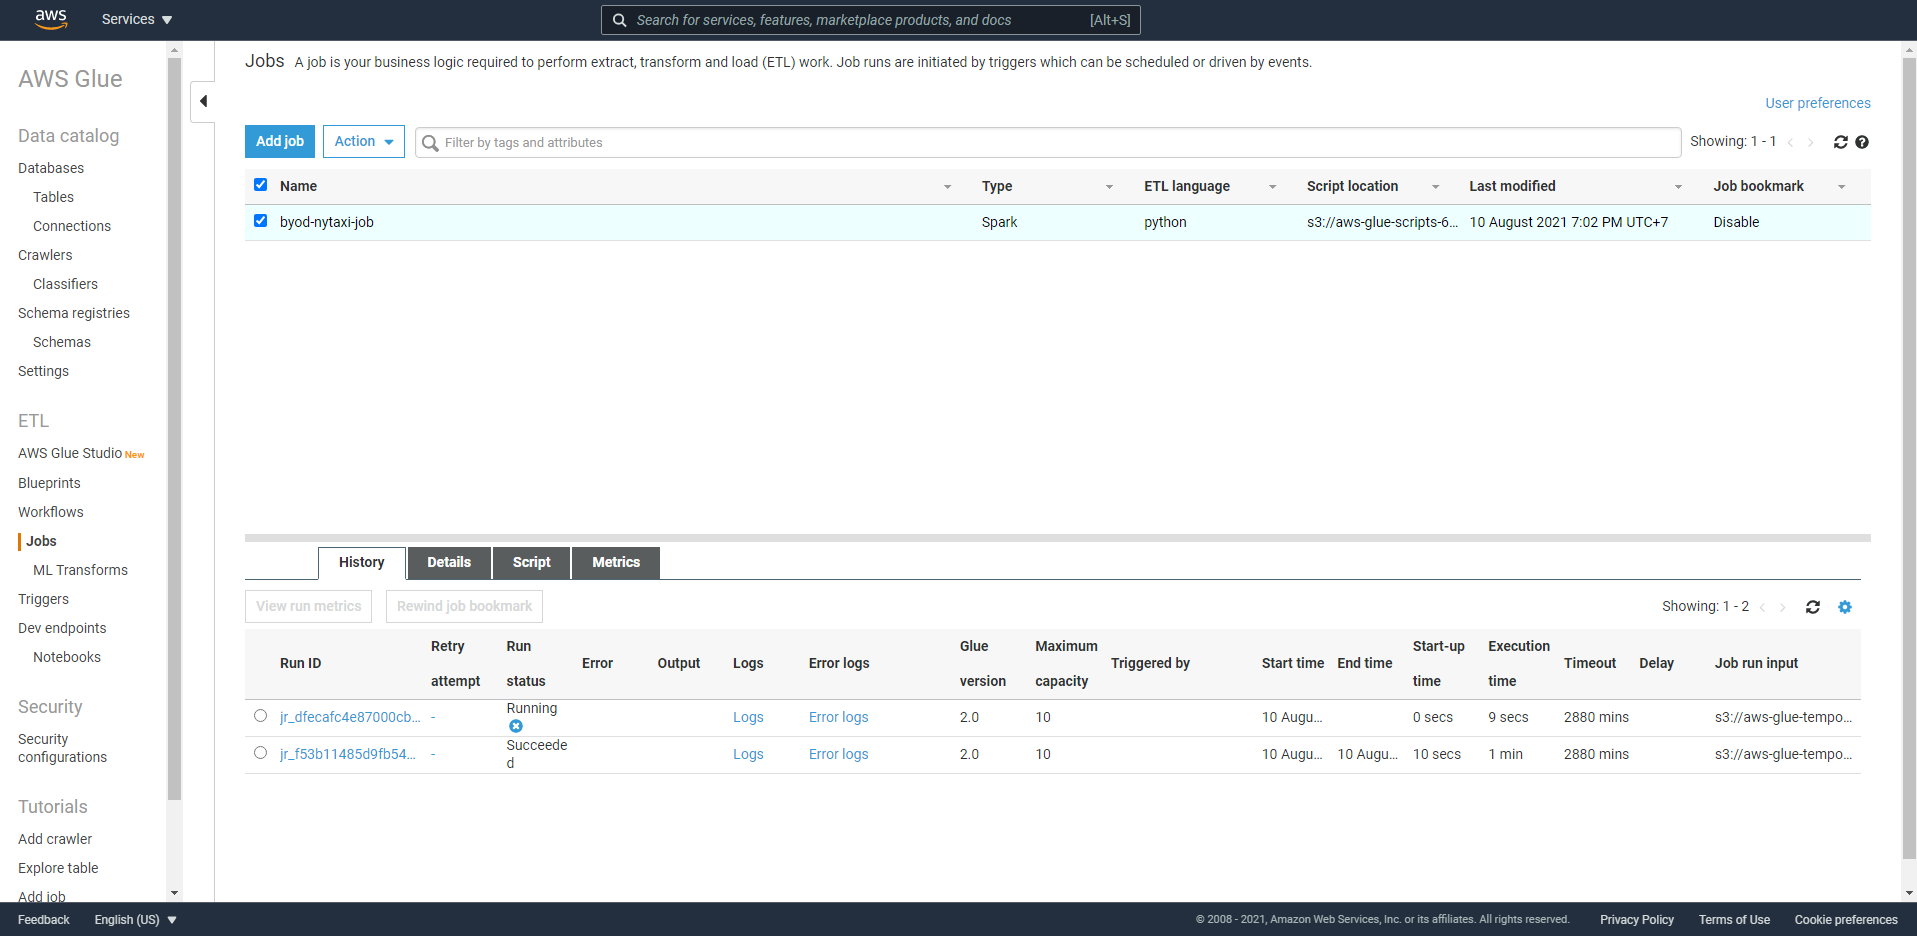 aws Services Search for services, features, marketplace products, and docs [Alt+S]
AWS Glue
Data catalog
Databases
Tables
Connections
Crawlers
Classifiers
Schema registries
Schemas
Settings
ETL
AWS Glue Studio New
Blueprints
Workflows
Jobs
ML Transforms
Triggers
Dev endpoints
Notebooks
Security
Security
configurations
Tutorials
Add crawler
Explore table
Add job
Jobs A job is your business logic required to perform extract, transform and load (ETL) work. Job runs are initiated by triggers which can be scheduled or driven by events.
User preferences
Add job Action Filter by tags and attributes Showing: 1 - 1
Name Type ETL language Script location Last modified Job bookmark
byod-nytaxi-job Spark python s3://aws-glue-scripts-6... 10 August 2021 7:02 PM UTC+7 Disable
History Details Script Metrics
View run metrics Rewind job bookmark Showing: 1 - 2
Run ID Retry attempt Run status Error Output Logs Error logs Glue version Maximum capacity Triggered by Start time End time Start-up time Execution time Timeout Delay Job run input
jr_dfecafc4e87000cb... - Running Logs Error logs 2.0 10 10 Augu... 0 secs 9 secs 2880 mins s3://aws-glue-tempo...
jr_f53b11485d9fb54... - Succeeded Logs Error logs 2.0 10 10 Augu... 10 Augu... 10 secs 1 min 2880 mins s3://aws-glue-tempo...
Feedback English (US) © 2008 - 2021, Amazon Web Services, Inc. or its affiliates. All rights reserved. Privacy Policy Terms of Use Cookie preferences